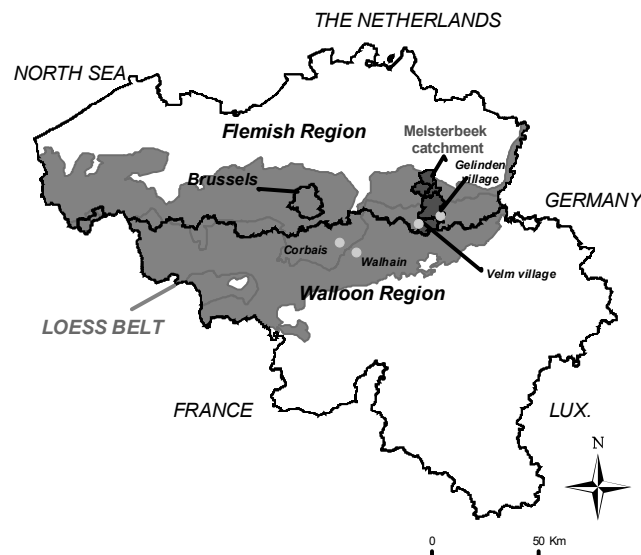 THE NETHERLANDS
NORTH SEA
Flemish Region
Melsterbeek
catchment
Gelinden
village
Brussels
GERMANY
Corbais
Walhain
Velm village
Walloon Region
LOESS BELT
FRANCE
LUX.
N
0 50 Km